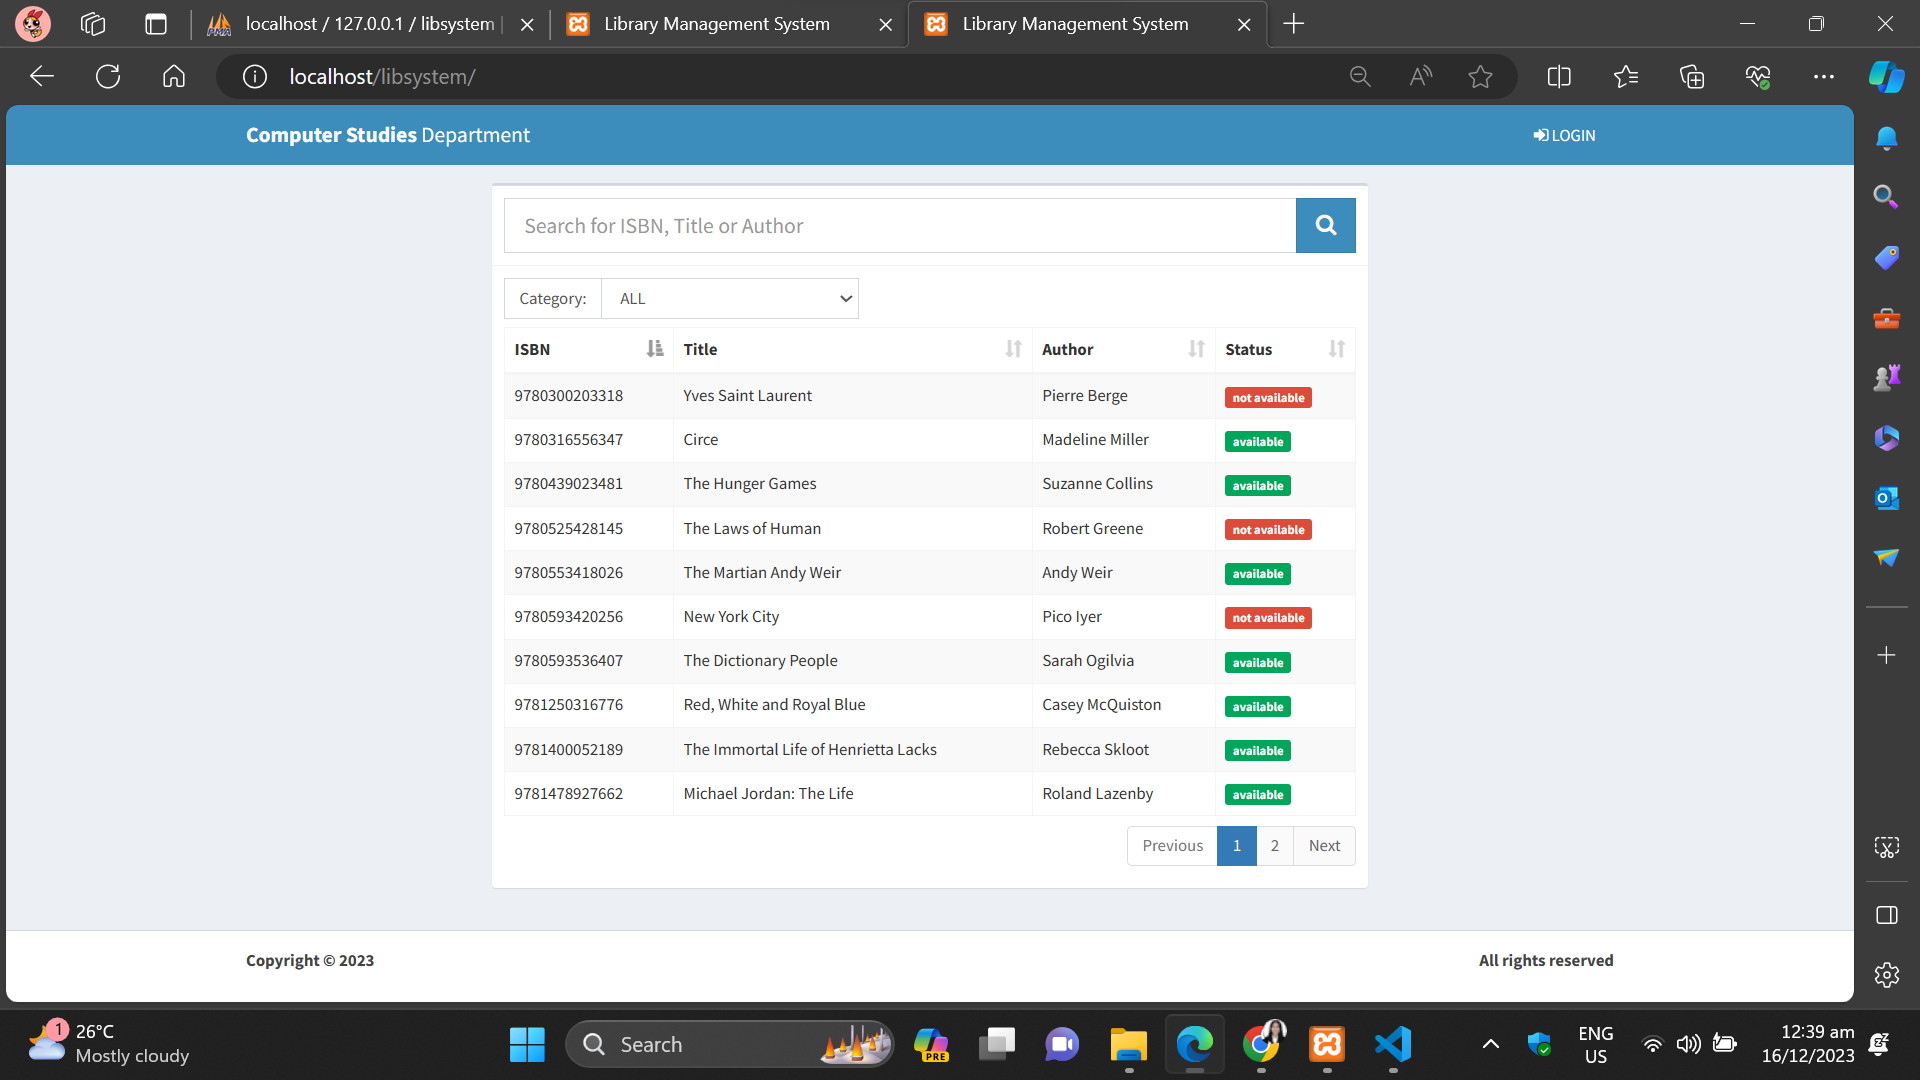 localhost / 127.0.0.1 / libsystem |
Library Management System
Library Management System
localhost/libsystem/
Computer Studies Department
LOGIN
Search for ISBN, Title or Author
Category: ALL
ISBN Title Author Status
9780300203318 Yves Saint Laurent Pierre Berge not available
9780316556347 Circe Madeline Miller available
9780439023481 The Hunger Games Suzanne Collins available
9780525428145 The Laws of Human Robert Greene not available
9780553418026 The Martian Andy Weir Andy Weir available
9780593420256 New York City Pico Iyer not available
9780593536407 The Dictionary People Sarah Ogilvia available
9781250316776 Red, White and Royal Blue Casey McQuiston available
9781400052189 The Immortal Life of Henrietta Lacks Rebecca Skloot available
9781478927662 Michael Jordan: The Life Roland Lazenby available
Previous 1 2 Next
Copyright © 2023
All rights reserved
1
26°C
Mostly cloudy
Search
PRE
ENG
US
12:39 am
16/12/2023